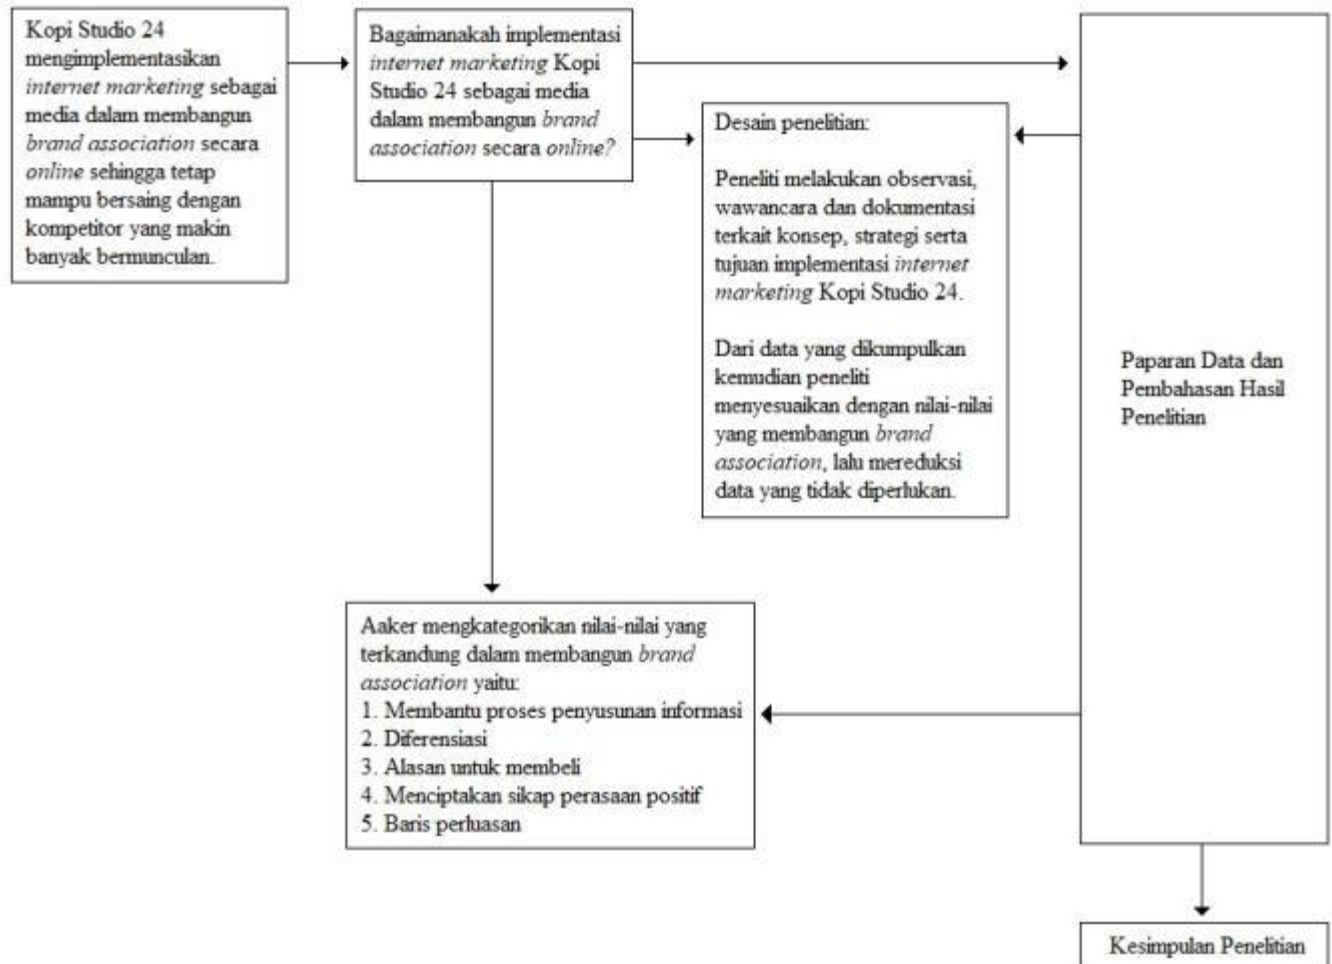 Kopi Studio 24
mengimplementasikan
internet marketing sebagai
media dalam membangun
brand association secara
online sehingga tetap
mampu bersaing dengan
kompetitor yang makin
banyak bermunculan.
Bagaimanakah implementasi
internet marketing Kopi
Studio 24 sebagai media
dalam membangun brand
association secara online?
Desain penelitian:
Peneliti melakukan observasi,
wawancara dan dokumentasi
terkait konsep, strategi serta
tujuan implementasi internet
marketing Kopi Studio 24.
Dari data yang dikumpulkan
kemudian peneliti
menyesuaikan dengan nilai-nilai
yang membangun brand
association, lalu mereduksi
data yang tidak diperlukan.
Paparan Data dan
Pembahasan Hasil
Penelitian
Aaker mengkategorikan nilai-nilai yang
terkandung dalam membangun brand
association yaitu:
1. Membantu proses penyusunan informasi
2. Diferensiasi
3. Alasan untuk membeli
4. Menciptakan sikap perasaan positif
5. Baris perluasan
Kesimpulan Penelitian